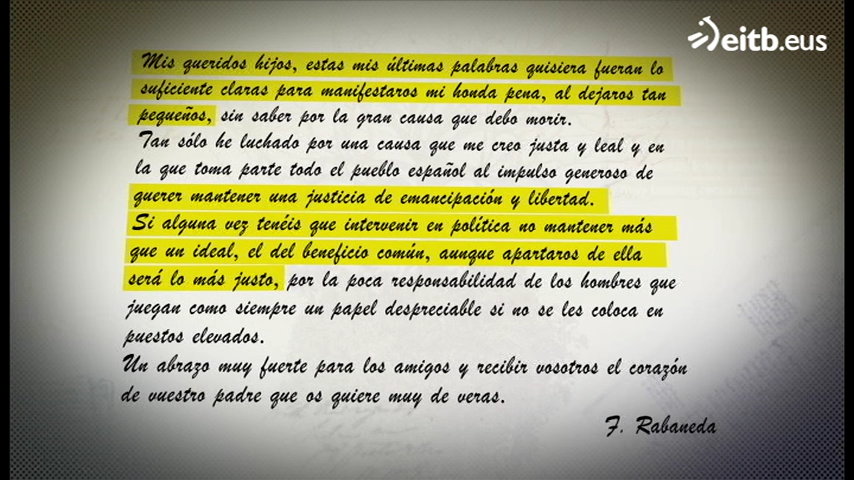 eitb.eus
Mis queridos hijos, estas mis últimas palabras quisiera fueran lo
suficiente claras para manifestaros mi honda pena, al dejaros tan
pequeños, sin saber por la gran causa que debo morir.
Tan sólo he luchado por una causa que me creo justa y leal y en
la que toma parte todo el pueblo español al impulso generoso de
querer mantener una justicia de emancipación y libertad.
Si alguna vez tenéis que intervenir en política no mantener más
que un ideal, el del beneficio común, aunque apartaros de ella
será lo más justo, por la poca responsabilidad de los hombres que
juegan como siempre un papel despreciable si no se les coloca en
puestos elevados.
Un abrazo muy fuerte para los amigos y recibir vosotros el corazón
de vuestro padre que os quiere muy de veras.
F. Rabaneda